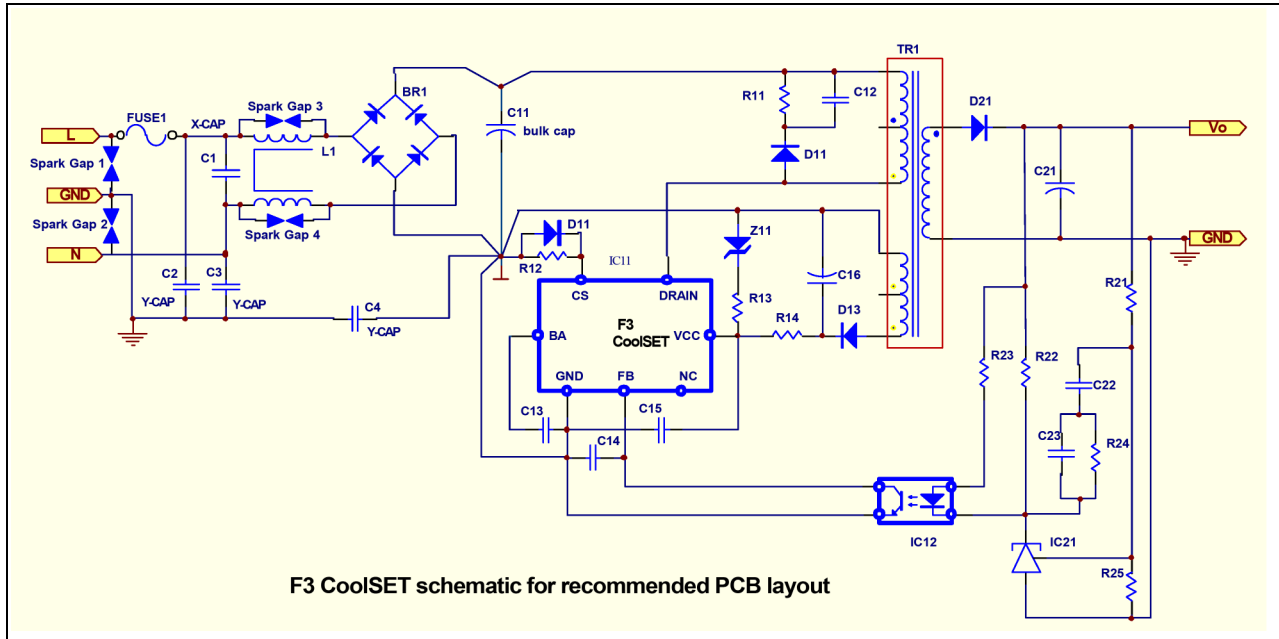 TR1
BR1
R11
C12
D21
Spark Gap 3
FUSE1
X-CAP
C11
bulk cap
L
Vo
L1
C1
D11
Spark Gap 1
C21
GND
Spark Gap 2
D11
Z11
Spark Gap 4
GND
N
R12
IC11
C2
C3
C16
CS
DRAIN
R21
Y-CAP
Y-CAP
C4
R13
Y-CAP
F3
CoolSET
BA
VCC
R14
D13
R23
R22
GND
FB
NC
C22
C13
C15
C23
R24
C14
IC12
IC21
R25
F3 CoolSET schematic for recommended PCB layout